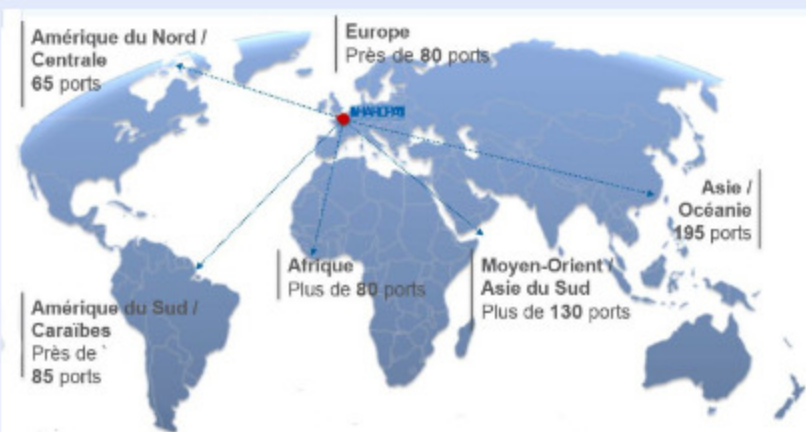 Amérique du Nord /
Centrale
65 ports
Europe
Près de 80 ports
Asie /
Océanie
195 ports
Afrique
Plus de 80 ports
Moyen-Orient /
Asie du Sud
Plus de 130 ports
Amérique du Sud /
Caraïbes
Près de
85 ports